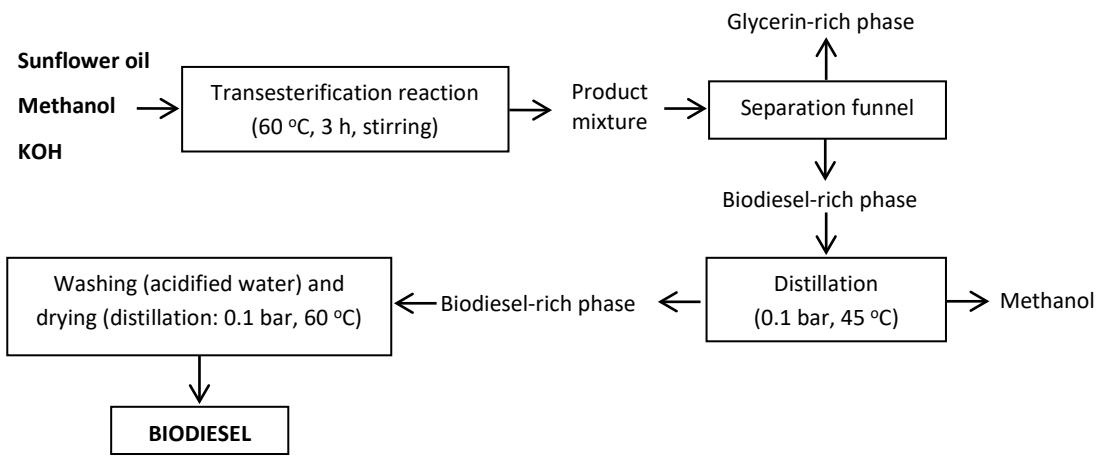 Glycerin-rich phase
Sunflower oil
Methanol
KOH
Transesterification reaction
(60 °C, 3 h, stirring)
Product
mixture
Separation funnel
Biodiesel-rich phase
Distillation
(0.1 bar, 45 °C)
Methanol
Biodiesel-rich phase
Washing (acidified water) and
drying (distillation: 0.1 bar, 60 °C)
BIODIESEL